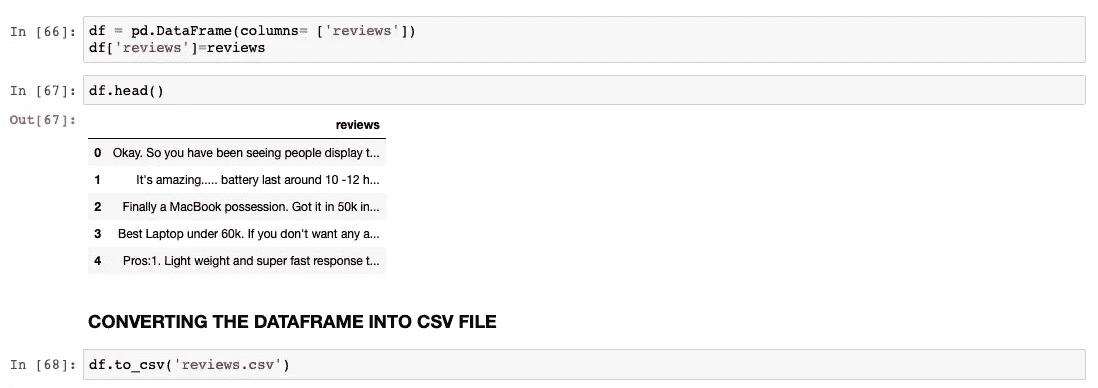 In [66]: df = pd.DataFrame(columns= ['reviews'])
df['reviews']=reviews
In [67]: df.head()
Out[67]:
reviews
0 Okay. So you have been seeing people display t...
1 It's amazing..... battery last around 10 -12 h...
2 Finally a MacBook possession. Got it in 50k in...
3 Best Laptop under 60k. If you don't want any a...
4 Pros:1. Light weight and super fast response t...
CONVERTING THE DATAFRAME INTO CSV FILE
In [68]: df.to_csv('reviews.csv')